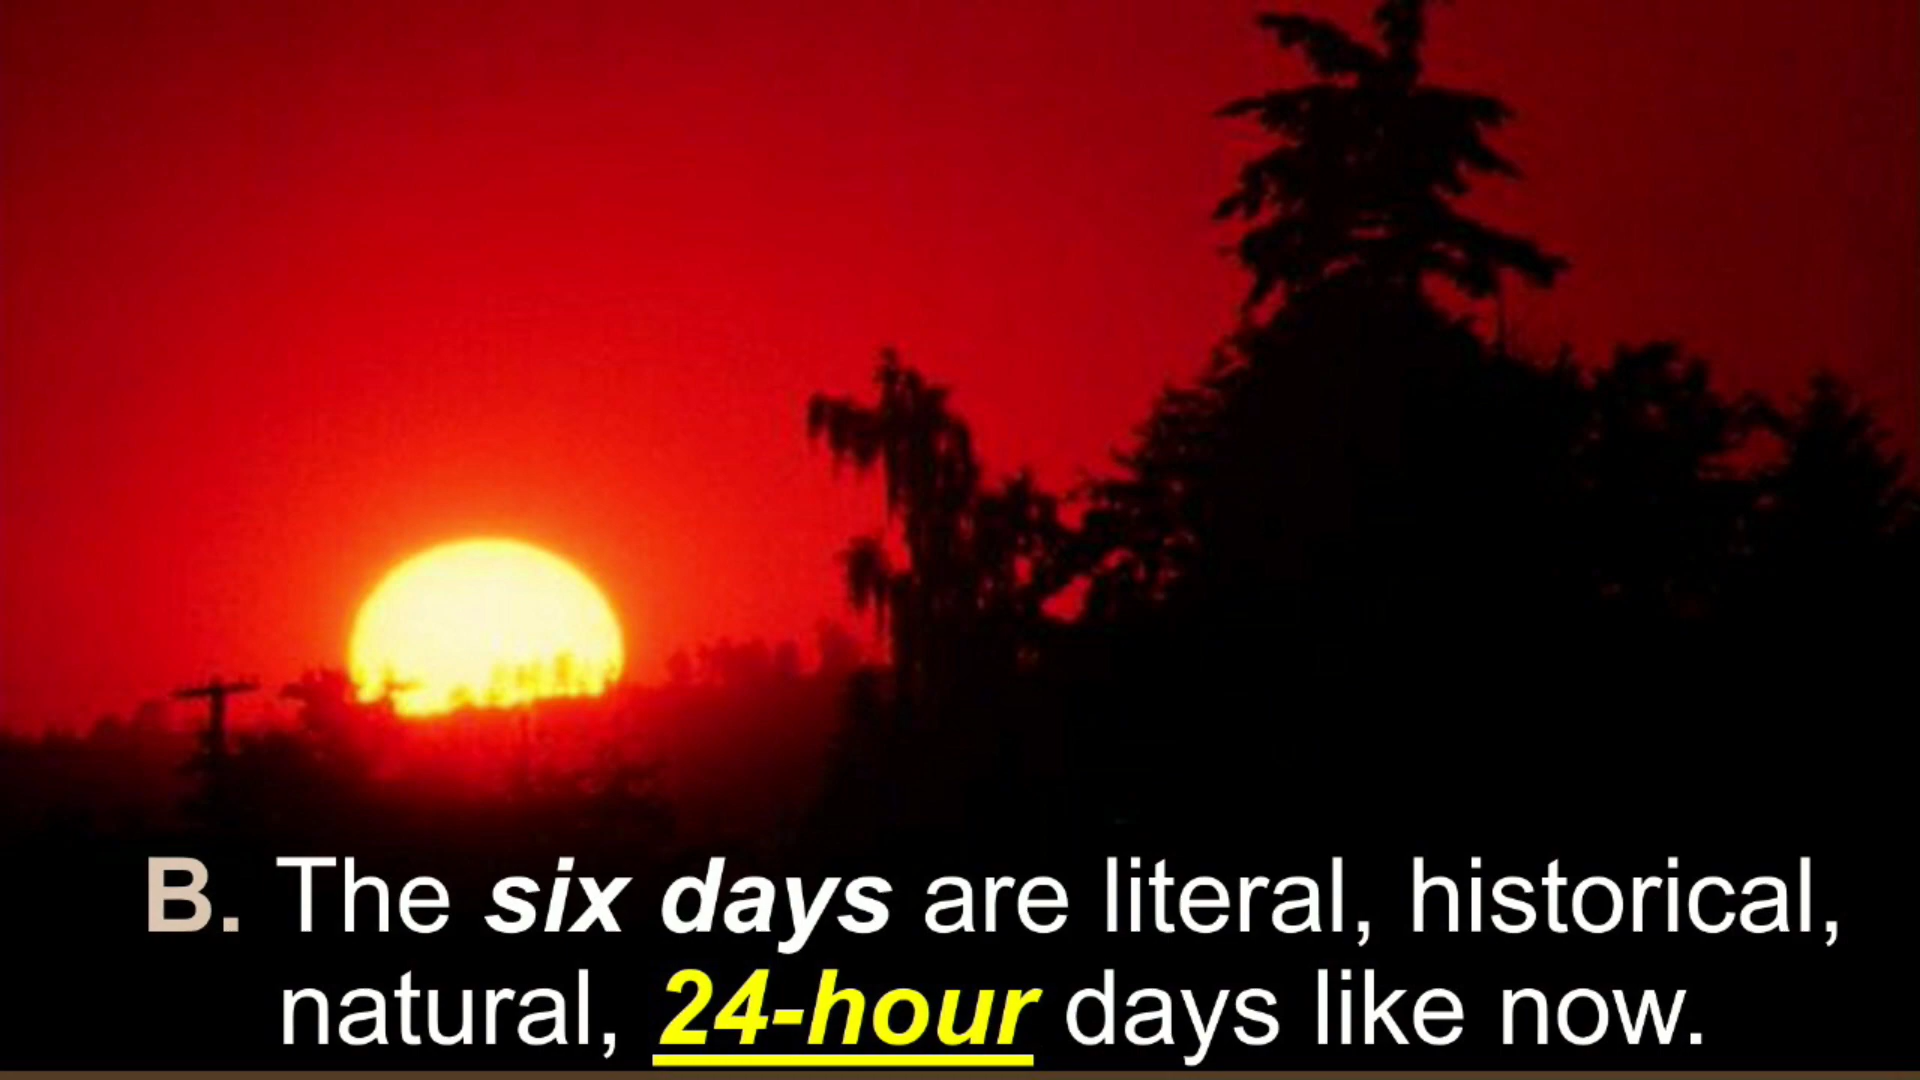 B. The six days are literal, historical,
natural, 24-hour days like now.